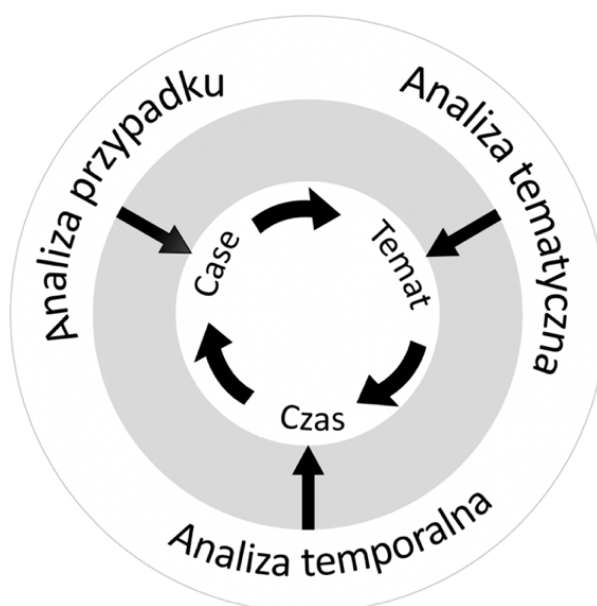 Analiza przypadku
Analiza tematyczna
Case
Temat
Czas
Analiza temporalna